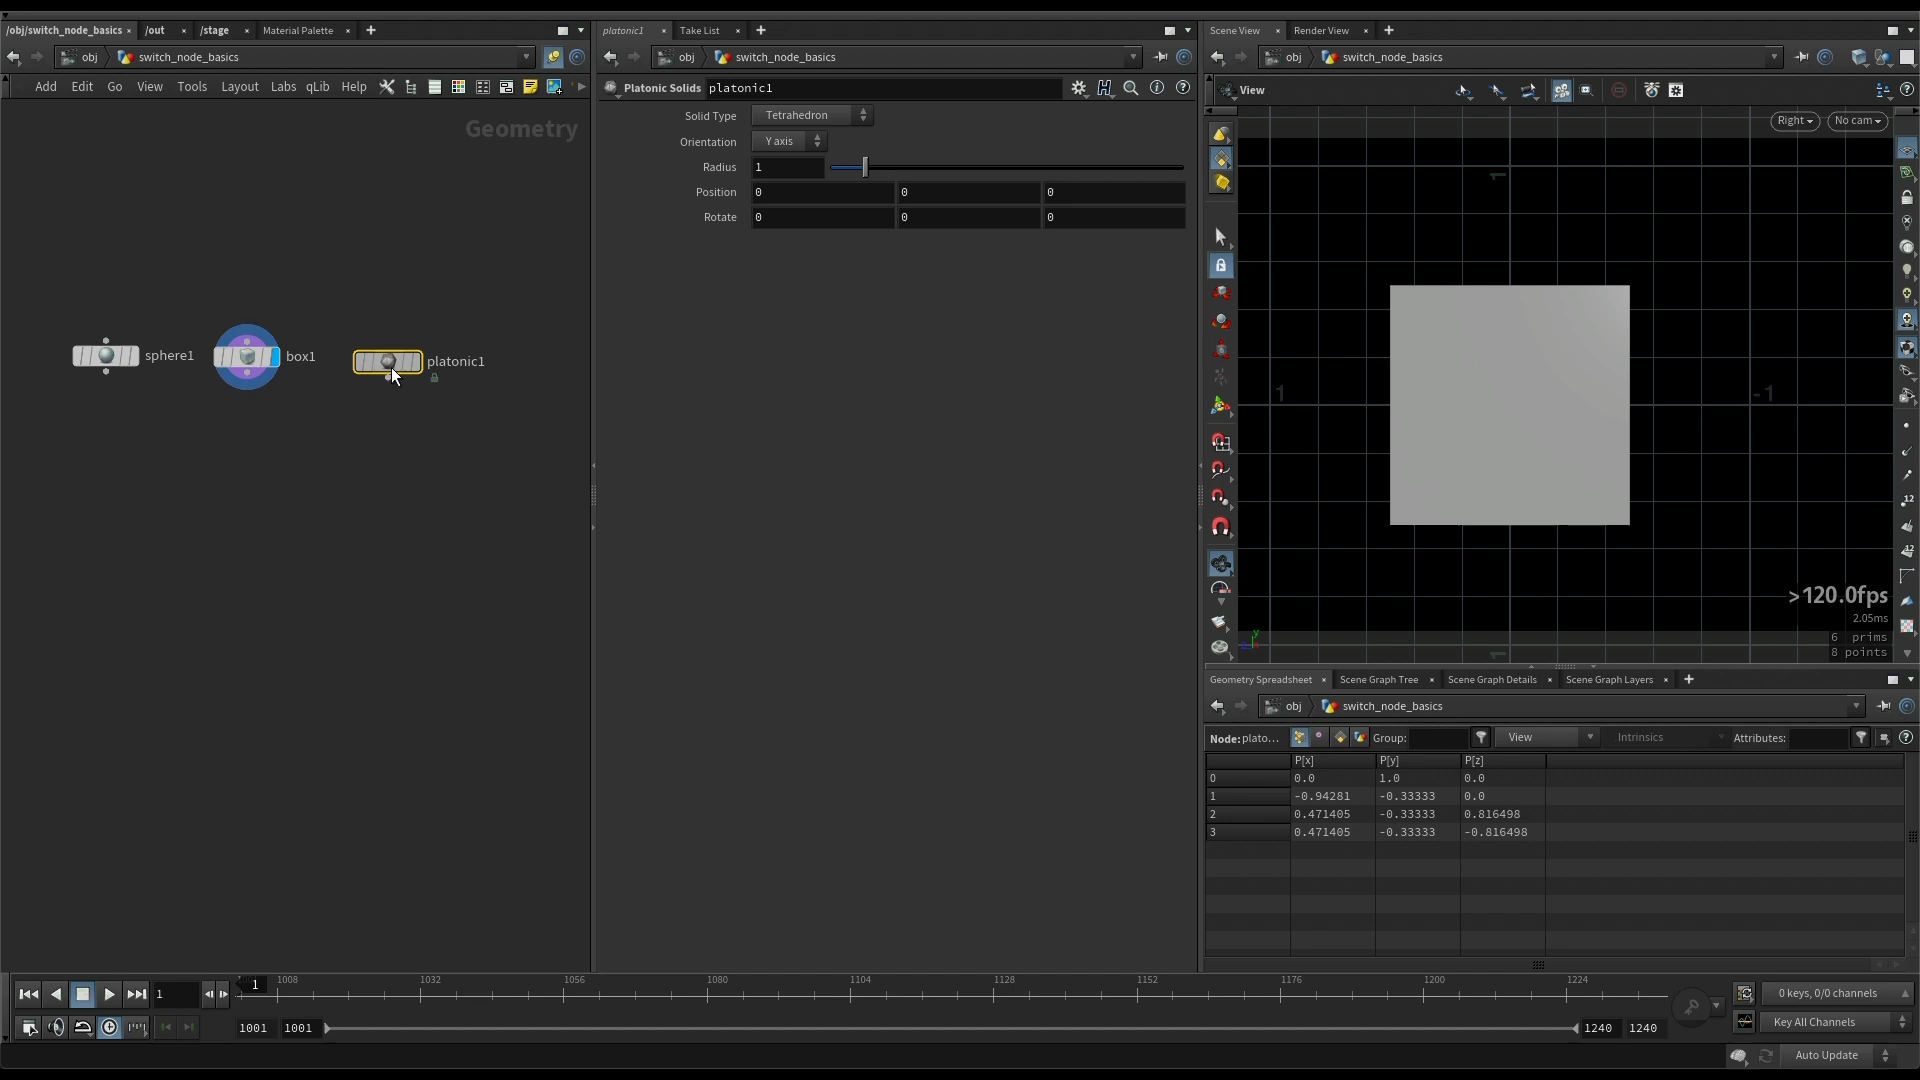 /obj/switch_node_basics
/out
/stage
Material Palette
obj
switch_node_basics
Add
Edit
Go
View
Tools
Layout
Labs
qLib
Help
Geometry
sphere1
box1
platonic1
platonic1
Take List
obj
switch_node_basics
Platonic Solids
platonic1
Solid Type
Tetrahedron
Orientation
Y axis
Radius
1
Position
0
0
0
Rotate
0
0
0
Scene View
Render View
obj
switch_node_basics
View
Right
No cam
1
-1
>120.0fps
2.05ms
6 prims
8 points
12
12
y
Geometry Spreadsheet
Scene Graph Tree
Scene Graph Details
Scene Graph Layers
obj
switch_node_basics
Node: plato...
Group:
View
Intrinsics
Attributes:
P[x] P[y] P[z]
0 0.0 1.0 0.0
1 -0.94281 -0.33333 0.0
2 0.471405 -0.33333 0.816498
3 0.471405 -0.33333 -0.816498
1
1
1008
1032
1056
1080
1104
1128
1152
1176
1200
1224
1001
1001
1240
1240
0 keys, 0/0 channels
Key All Channels
Auto Update